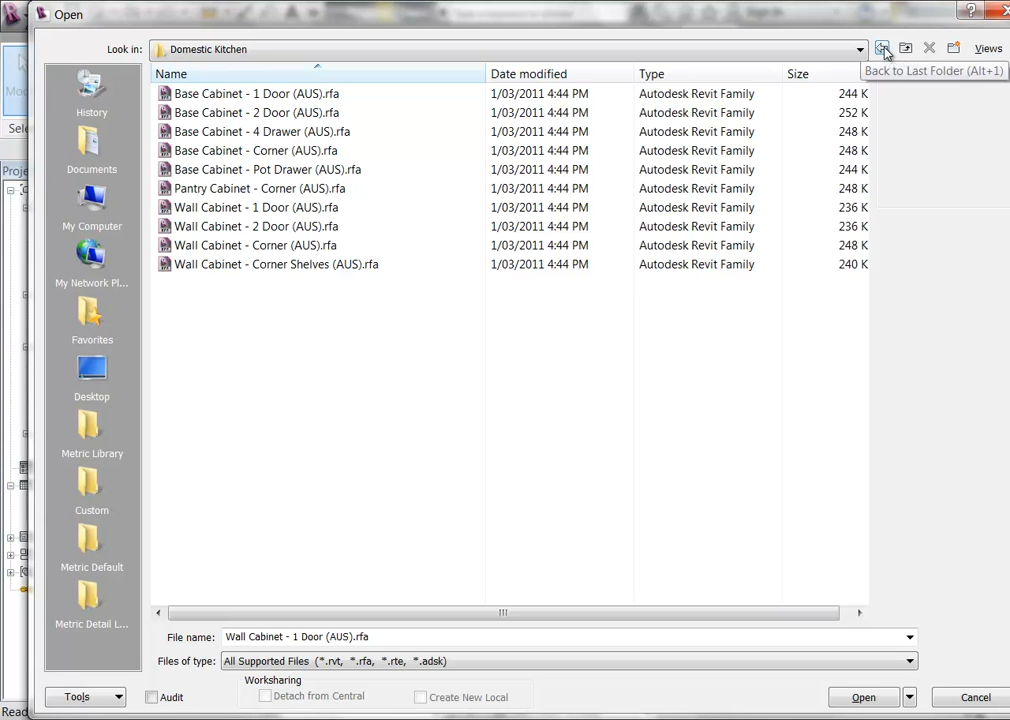 Open
Look in:
Domestic Kitchen
Views
Name
Date modified
Type
Size
Back to Last Folder (Alt+1)
Base Cabinet - 1 Door (AUS).rfa 1/03/2011 4:44 PM Autodesk Revit Family 244 K
Base Cabinet - 2 Door (AUS).rfa 1/03/2011 4:44 PM Autodesk Revit Family 252 K
Base Cabinet - 4 Drawer (AUS).rfa 1/03/2011 4:44 PM Autodesk Revit Family 248 K
Base Cabinet - Corner (AUS).rfa 1/03/2011 4:44 PM Autodesk Revit Family 248 K
Base Cabinet - Pot Drawer (AUS).rfa 1/03/2011 4:44 PM Autodesk Revit Family 244 K
Pantry Cabinet - Corner (AUS).rfa 1/03/2011 4:44 PM Autodesk Revit Family 248 K
Wall Cabinet - 1 Door (AUS).rfa 1/03/2011 4:44 PM Autodesk Revit Family 236 K
Wall Cabinet - 2 Door (AUS).rfa 1/03/2011 4:44 PM Autodesk Revit Family 236 K
Wall Cabinet - Corner (AUS).rfa 1/03/2011 4:44 PM Autodesk Revit Family 248 K
Wall Cabinet - Corner Shelves (AUS).rfa 1/03/2011 4:44 PM Autodesk Revit Family 240 K
History
Documents
My Computer
My Network Pl...
Favorites
Desktop
Metric Library
Custom
Metric Default
Metric Detail L...
Mod
Sele
Proje
File name: Wall Cabinet - 1 Door (AUS).rfa
Files of type: All Supported Files (*.rvt, *.rfa, *.rte, *.adsk)
Worksharing
Tools
Audit
Detach from Central
Create New Local
Open
Cancel
Read